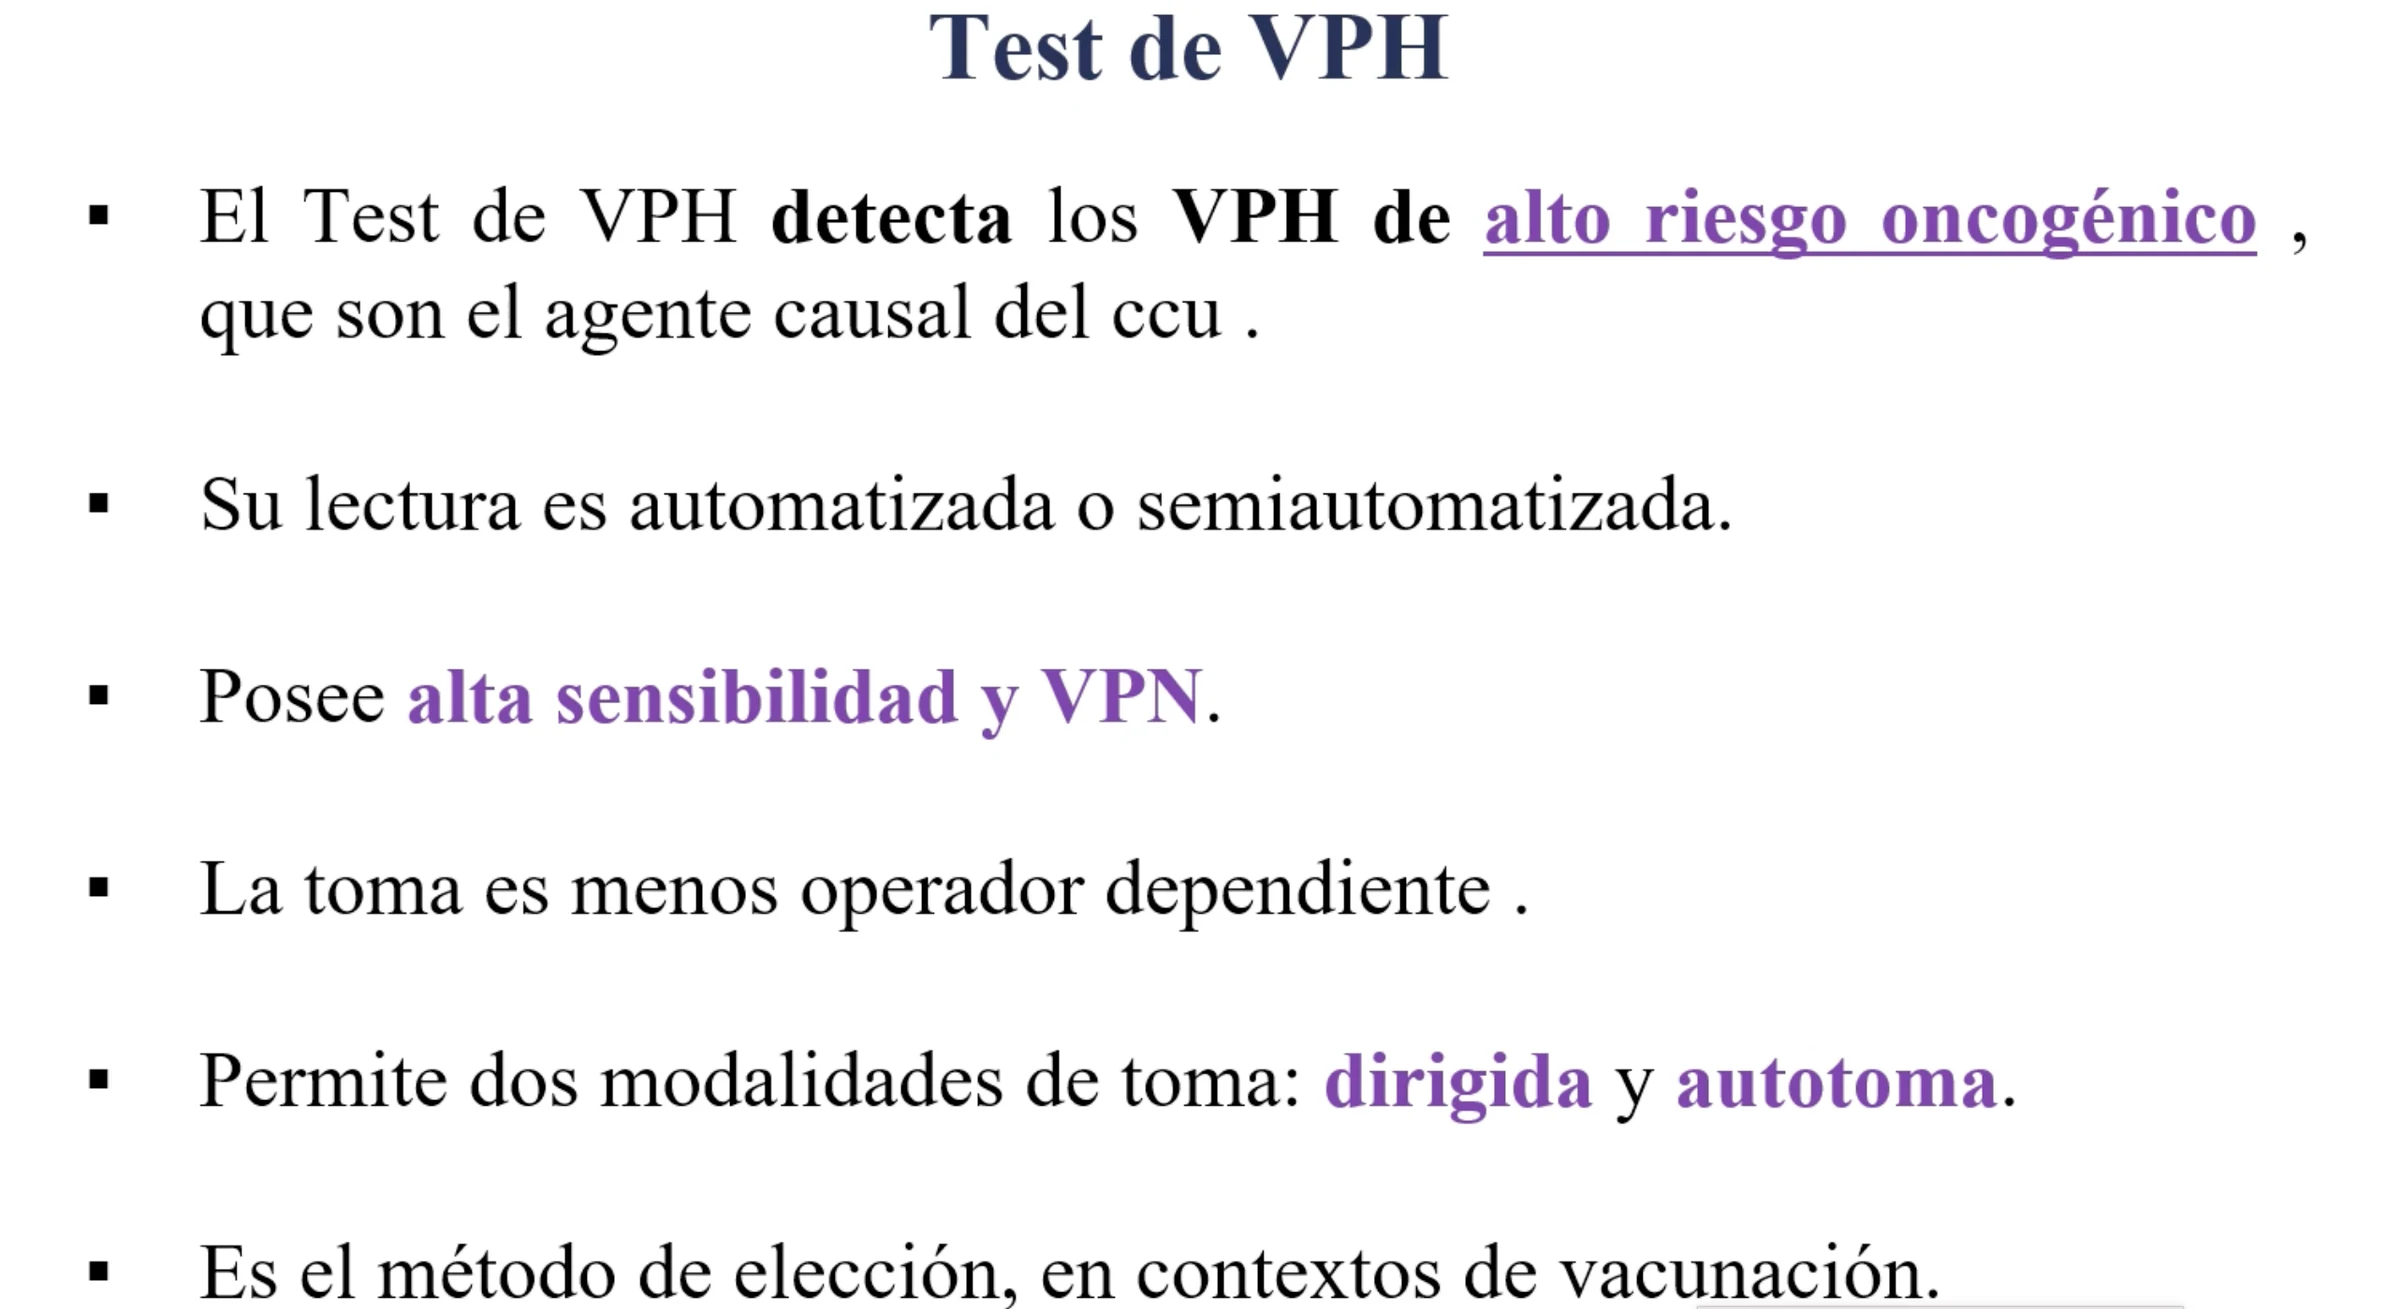 Test de VPH
▪ El Test de VPH detecta los VPH de alto riesgo oncogénico ,
que son el agente causal del ccu .
▪ Su lectura es automatizada o semiautomatizada.
▪ Posee alta sensibilidad y VPN.
▪ La toma es menos operador dependiente .
▪ Permite dos modalidades de toma: dirigida y autotoma.
▪ Es el método de elección, en contextos de vacunación.